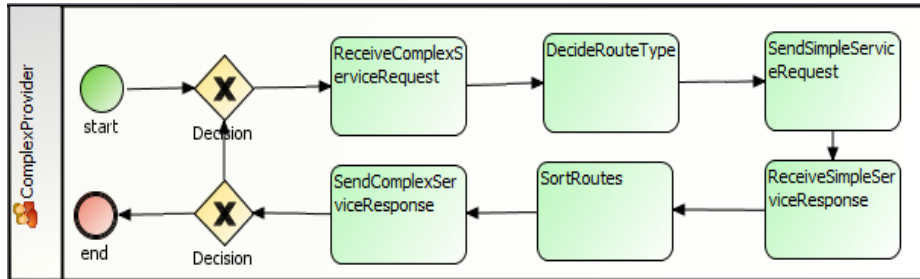 ComplexProvider
start
Decision
ReceiveComplexS
erviceRequest
DecideRouteType
SendSimpleServic
eRequest
end
Decision
SendComplexSer
viceResponse
SortRoutes
ReceiveSimpleSer
viceResponse